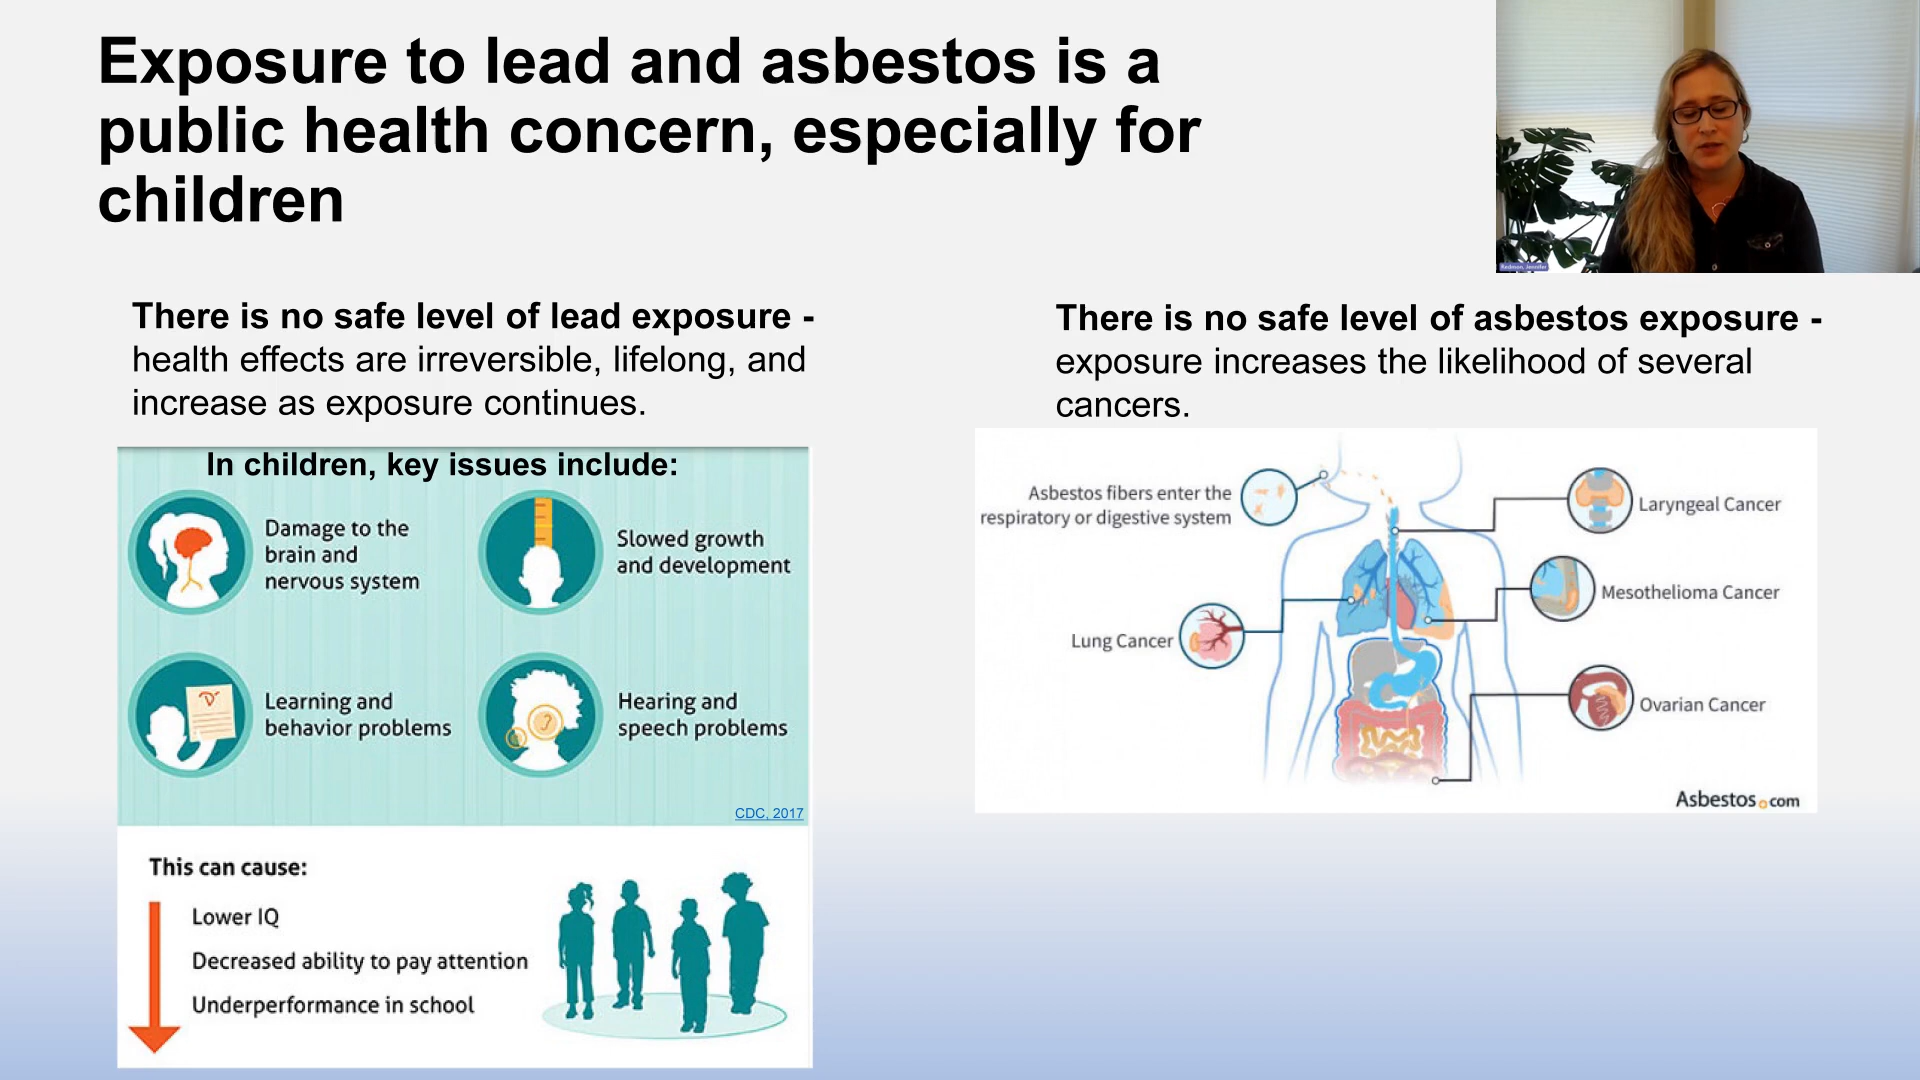 Exposure to lead and asbestos is a
public health concern, especially for
children
Redman, Jennifer
There is no safe level of lead exposure -
health effects are irreversible, lifelong, and
increase as exposure continues.
In children, key issues include:
Damage to the
brain and
nervous system
Slowed growth
and development
Learning and
behavior problems
Hearing and
speech problems
CDC, 2017
This can cause:
Lower IQ
Decreased ability to pay attention
Underperformance in school
There is no safe level of asbestos exposure -
exposure increases the likelihood of several
cancers.
Asbestos fibers enter the
respiratory or digestive system
Laryngeal Cancer
Mesothelioma Cancer
Lung Cancer
Ovarian Cancer
Asbestos.com